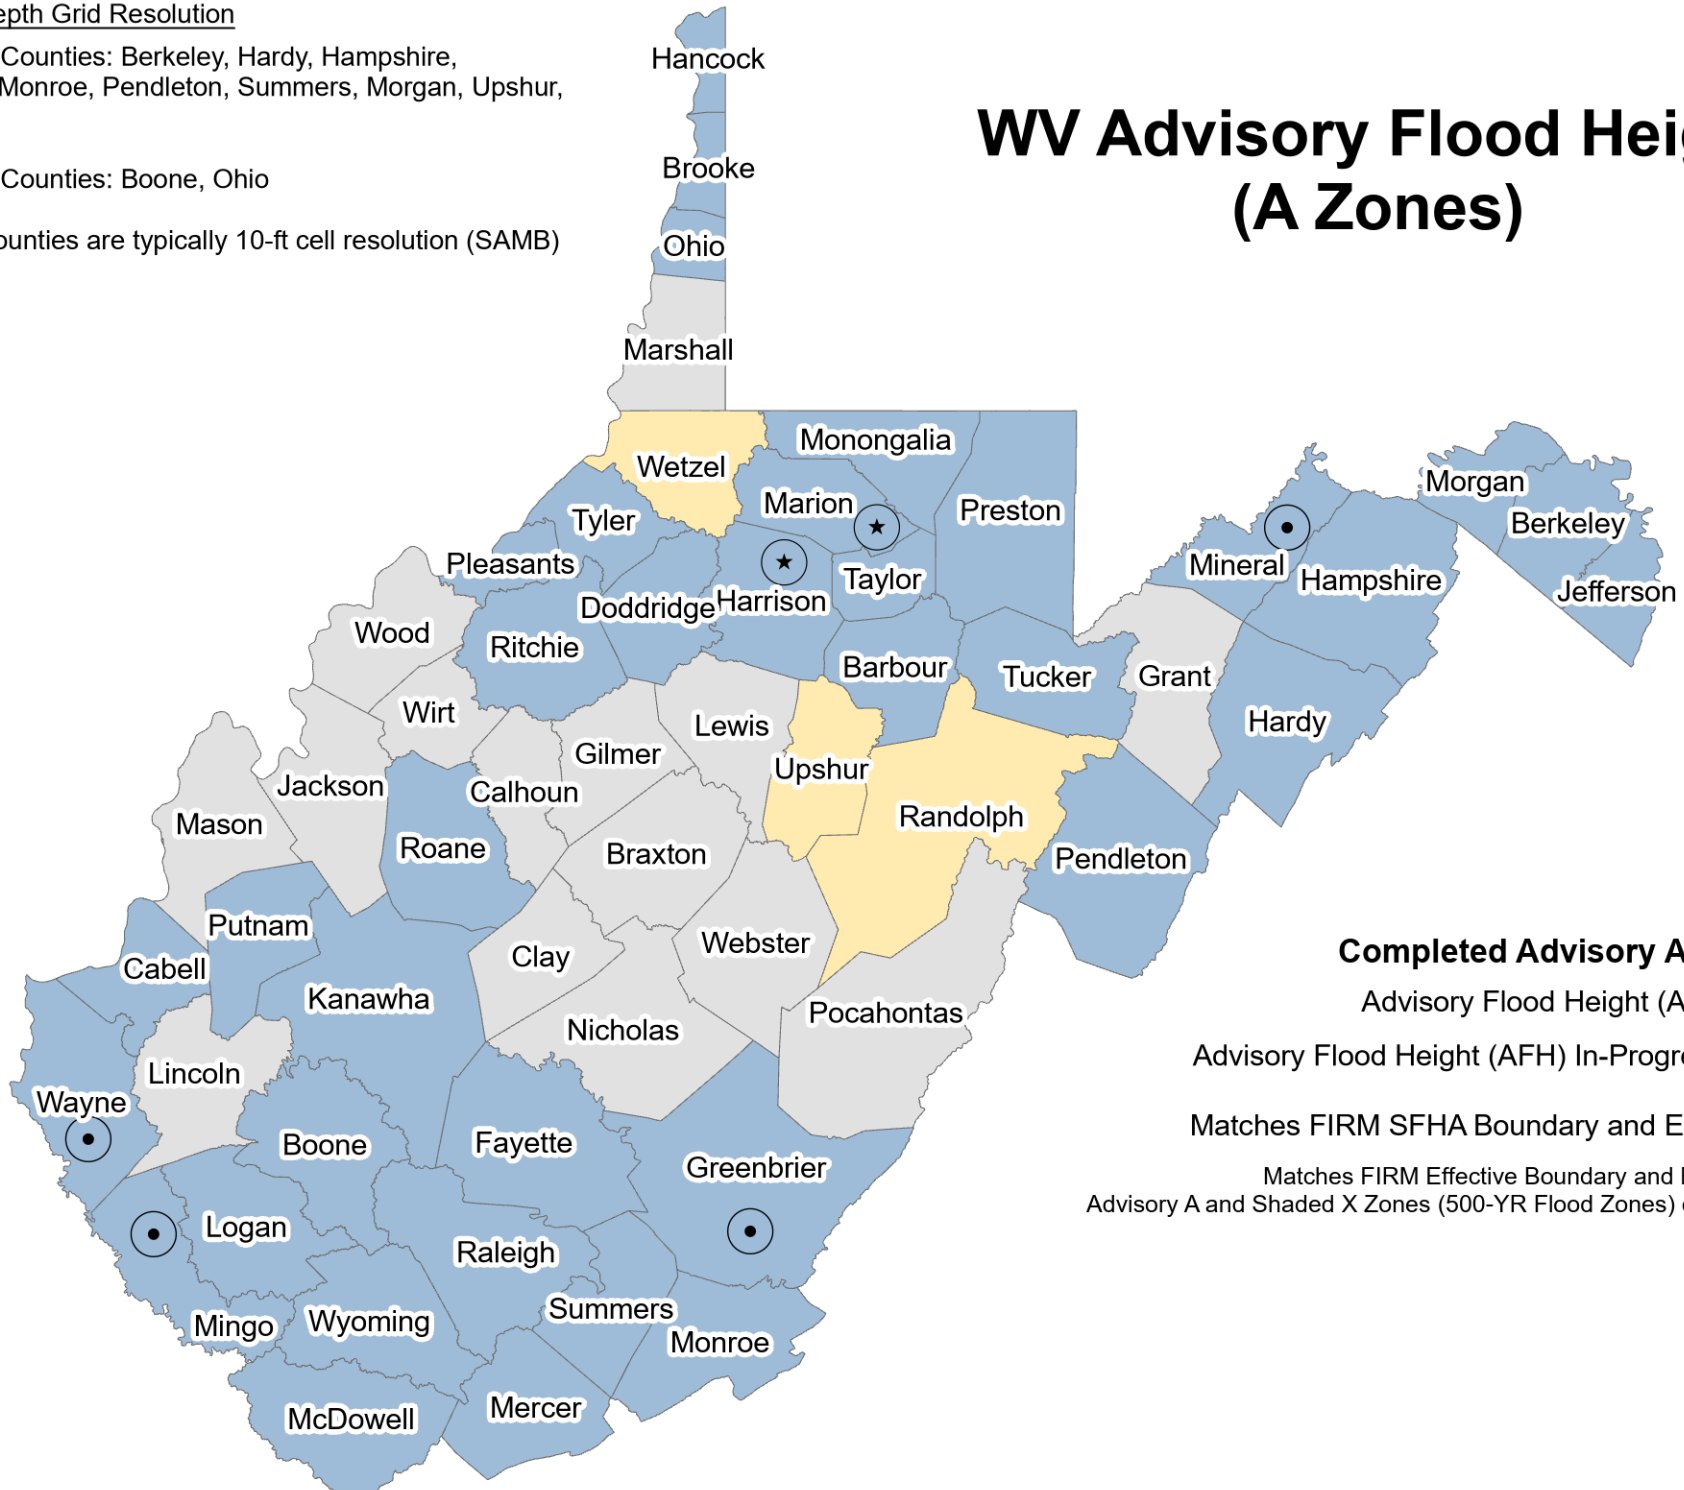 epth Grid Resolution
Counties: Berkeley, Hardy, Hampshire,
Monroe, Pendleton, Summers, Morgan, Upshur,
Counties: Boone, Ohio
ounties are typically 10-ft cell resolution (SAMB)
WV Advisory Flood Heig
(A Zones)
Hancock
Brooke
Ohio
Marshall
Wetzel
Monongalia
Marion
Preston
Tyler
Pleasants
Doddridge
Harrison
Taylor
Morgan
Berkeley
Mineral
Hampshire
Jefferson
Wood
Ritchie
Barbour
Tucker
Grant
Hardy
Wirt
Lewis
Gilmer
Upshur
Jackson
Calhoun
Mason
Roane
Braxton
Randolph
Pendleton
Putnam
Cabell
Clay
Webster
Kanawha
Nicholas
Pocahontas
Lincoln
Wayne
Boone
Fayette
Greenbrier
Logan
Raleigh
Summers
Mingo
Wyoming
Monroe
McDowell
Mercer
Completed Advisory A
Advisory Flood Height (A
Advisory Flood Height (AFH) In-Progre
Matches FIRM SFHA Boundary and E
Matches FIRM Effective Boundary and
Advisory A and Shaded X Zones (500-YR Flood Zones)